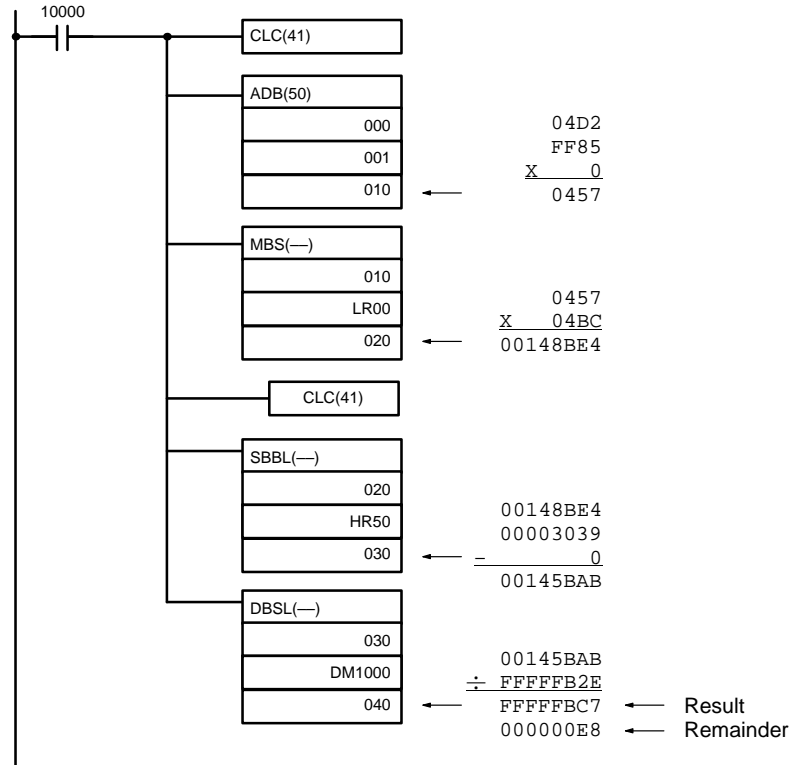 10000
CLC(41)
ADB(50)
000
001
010
04D2
FF85
X 0
0457
MBS(––)
010
LR00
020
0457
X 04BC
00148BE4
CLC(41)
SBBL(––)
020
HR50
030
00148BE4
00003039
– 0
00145BAB
DBSL(––)
030
DM1000
040
00145BAB
÷ FFFFFB2E
FFFFFBC7
Result
000000E8
Remainder